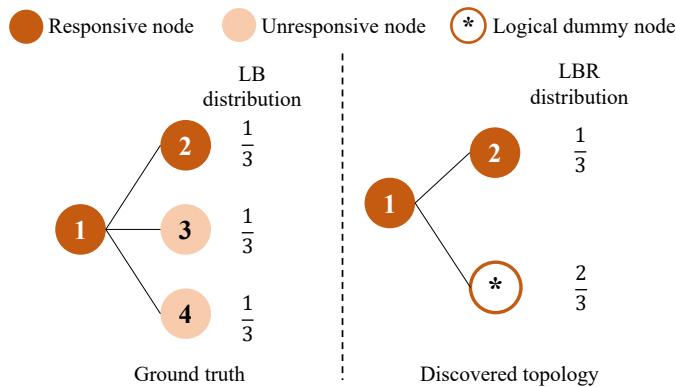 Responsive node
Unresponsive node
* Logical dummy node
LB
distribution
LBR
distribution
2
1/3
2
1/3
1
3
1/3
1
4
1/3
*
2/3
Ground truth
Discovered topology